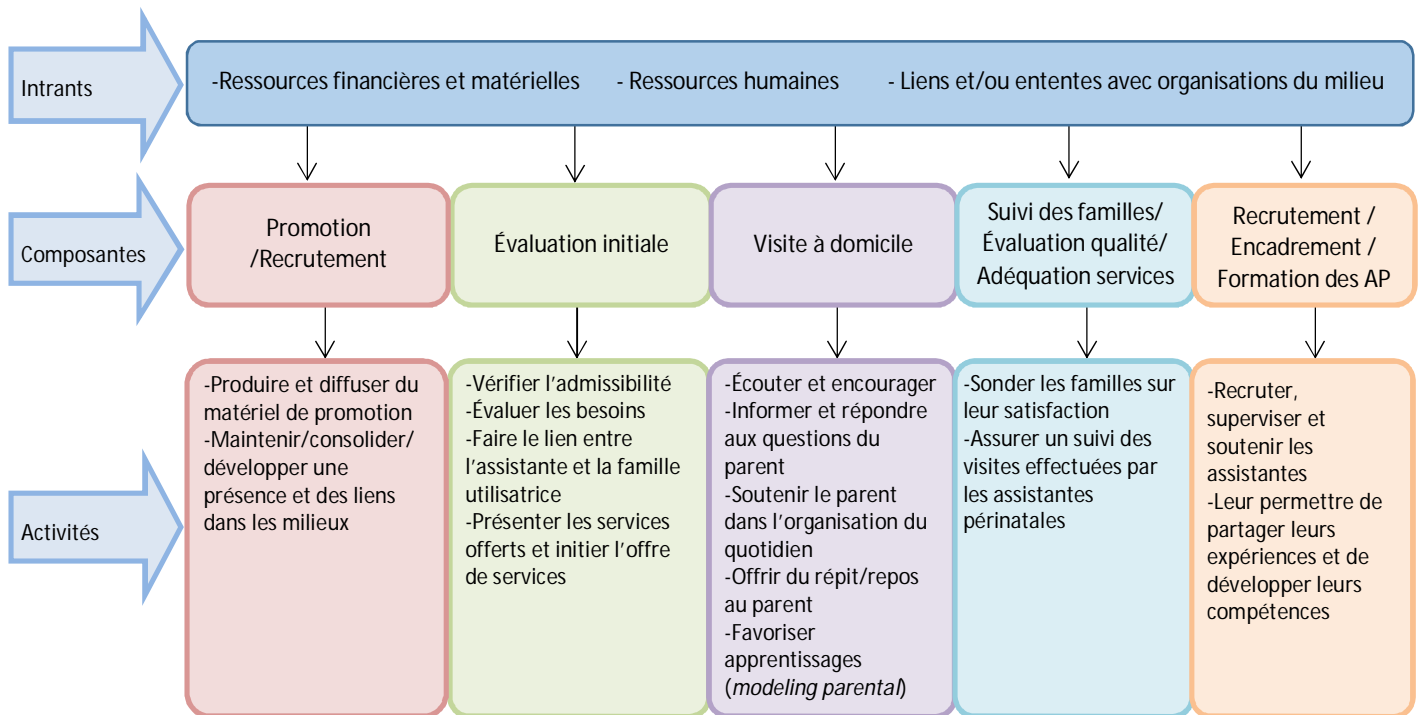 Intrants
-Ressources financières et matérielles - Ressources humaines - Liens et/ou ententes avec organisations du milieu
Composantes
Promotion
/Recrutement
Évaluation initiale
Visite à domicile
Suivi des familles/
Évaluation qualité/
Adéquation services
Recrutement /
Encadrement /
Formation des AP
Activités
-Produire et diffuser du
matériel de promotion
-Maintenir/consolider/
développer une
présence et des liens
dans les milieux
-Vérifier l'admissibilité
-Évaluer les besoins
-Faire le lien entre
l'assistante et la famille
utilisatrice
-Présenter les services
offerts et initier l'offre
de services
-Écouter et encourager
-Informer et répondre
aux questions du
parent
-Soutenir le parent
dans l'organisation du
quotidien
-Offrir du répit/repos
au parent
-Favoriser
apprentissages
(modeling parental)
-Sonder les familles sur
leur satisfaction
-Assurer un suivi des
visites effectuées par
les assistantes
périnatales
-Recruter,
superviser et
soutenir les
assistantes
-Leur permettre de
partager leurs
expériences et de
développer leurs
compétences